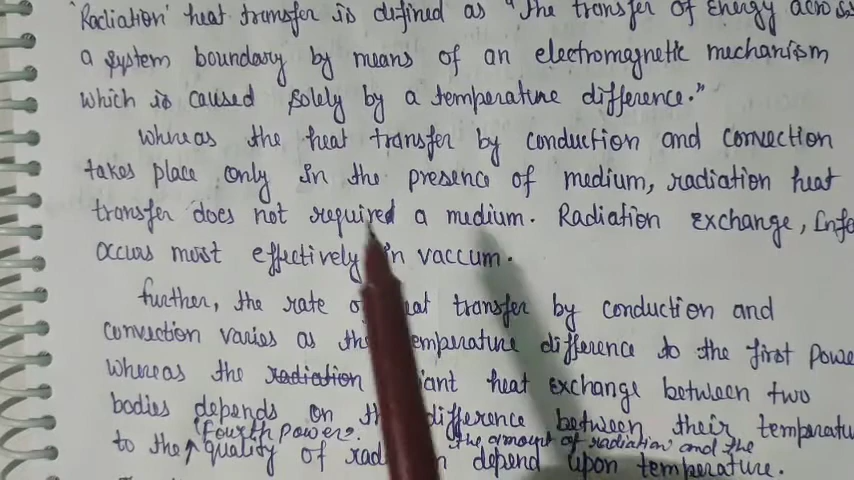 'Radiation' heat transfer is defined as "the transfer of energy across
a system boundary by means of an electromagnetic mechanism
which is caused solely by a temperature difference."
Whereas the heat transfer by conduction and convection
takes place only in the presence of medium, radiation heat
transfer does not required a medium. Radiation exchange, Infa
occurs most effectively in vaccum.
further, the rate of heat transfer by conduction and
convection varies as the temperature difference to the first powe
whereas the radiation heat exchange between two
bodies depends on the difference between their temperatu
fourth power. the amount of radiation and the
to the quality of depend upon temperature.